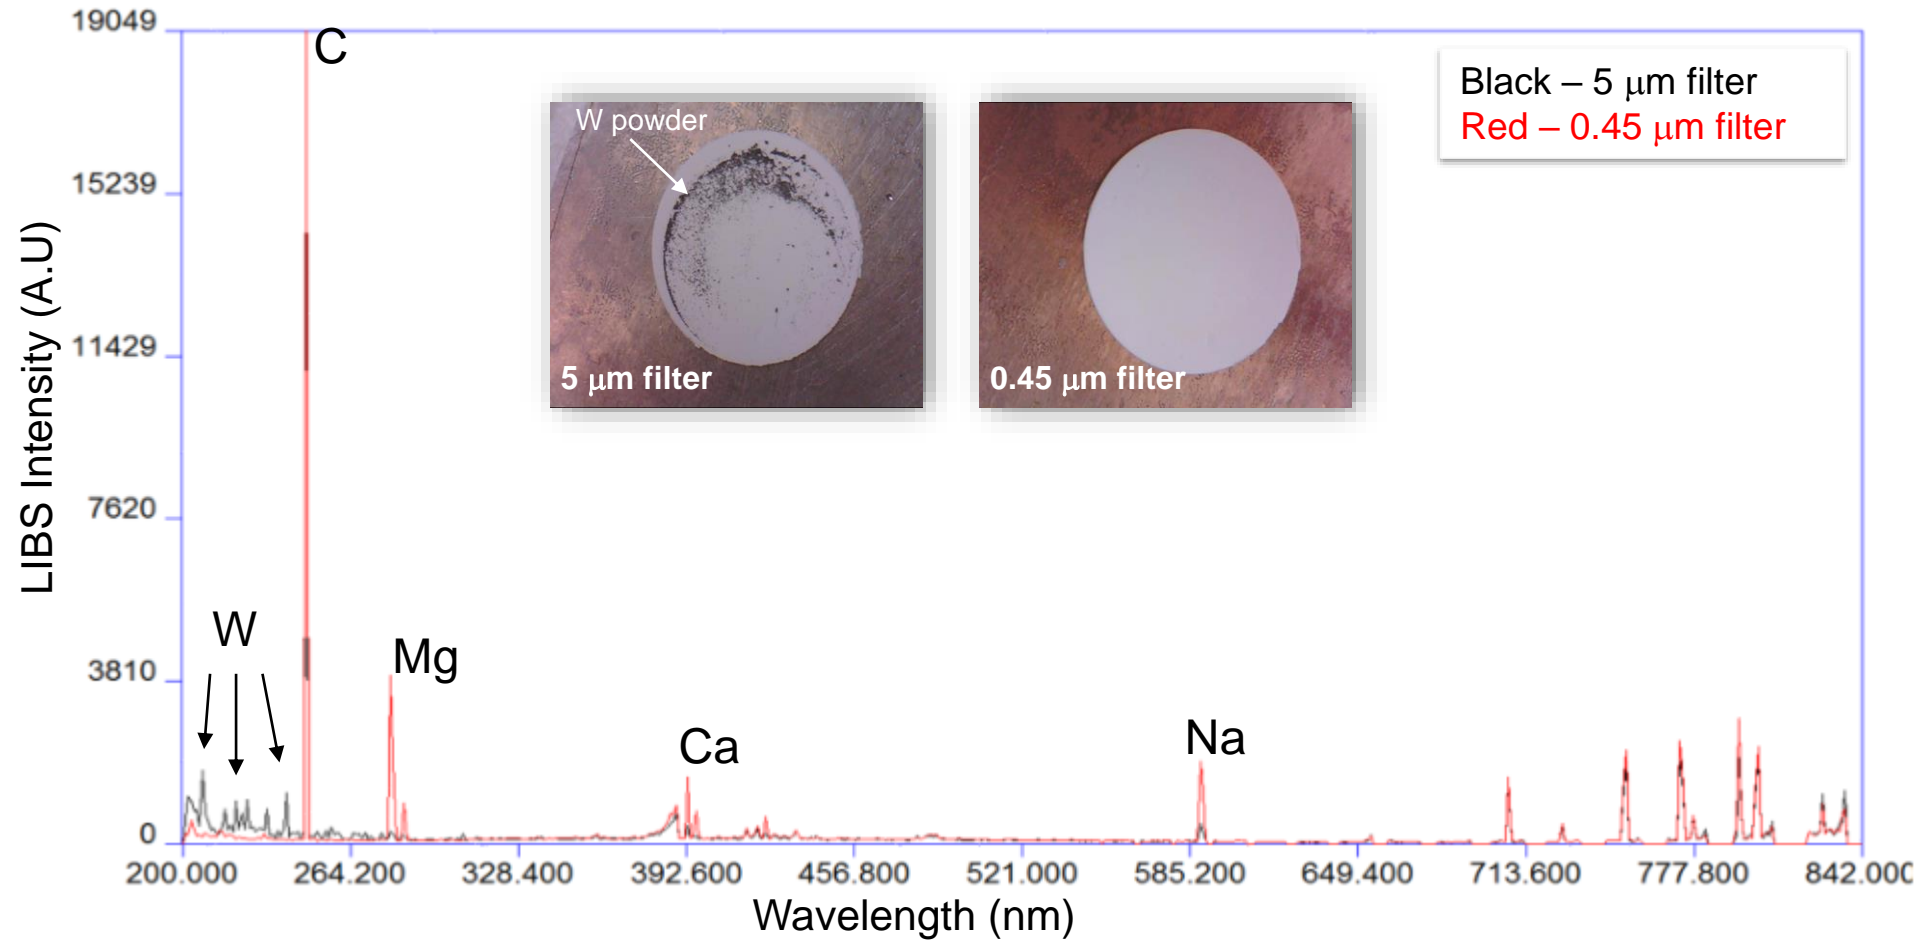 19049
C
Black – 5 μm filter
Red – 0.45 μm filter
W powder
15239
11429
5 μm filter
0.45 μm filter
LIBS Intensity (A.U)
7620
W
Mg
3810
Ca
Na
0
200.000 264.200 328.400 392.600 456.800 521.000 585.200 649.400 713.600 777.800 842.000
Wavelength (nm)